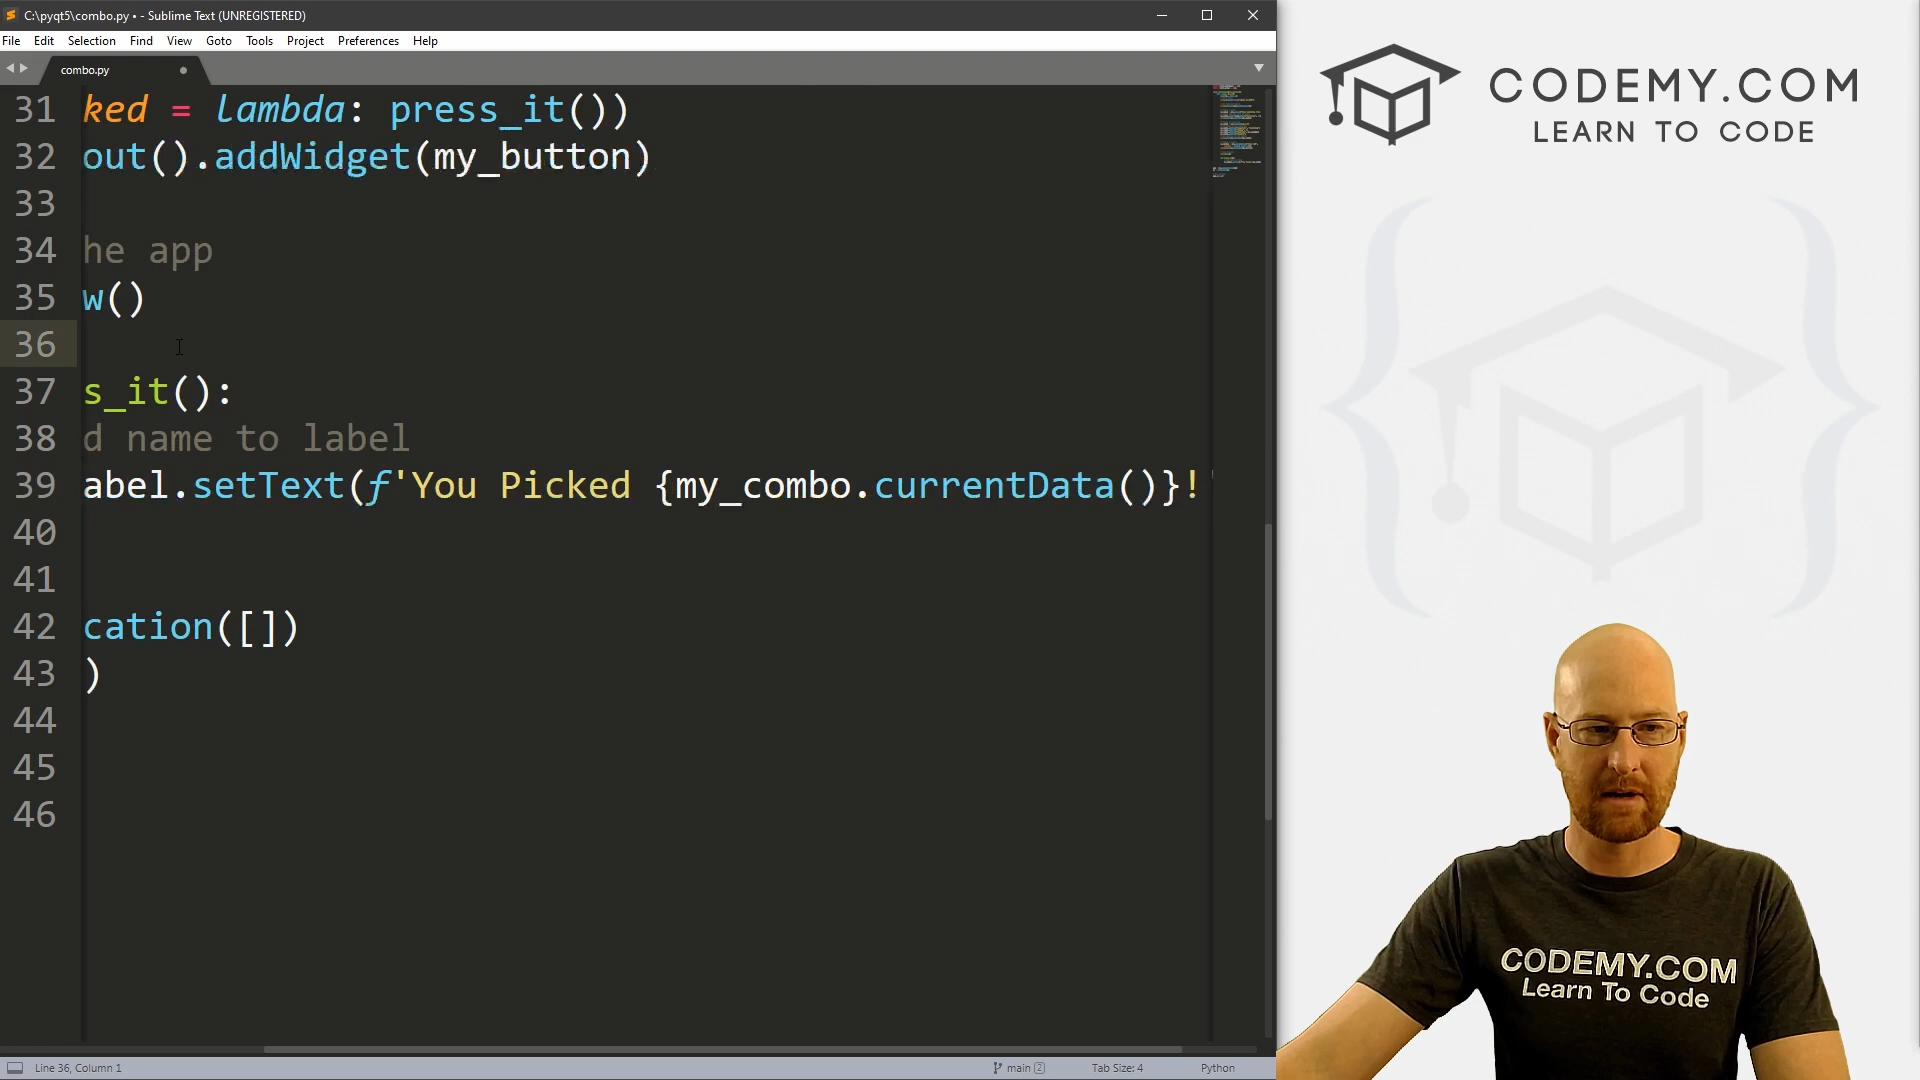 C:\pyqt5\combo.py • - Sublime Text (UNREGISTERED)
File Edit Selection Find View Goto Tools Project Preferences Help
combo.py
31 ked = lambda: press_it())
32 out().addWidget(my_button)
33
34 he app
35 w()
36
37 s_it():
38 d name to label
39 abel.setText(f'You Picked {my_combo.currentData()}!'
40
41
42 cation([])
43 )
44
45
46
Line 36, Column 1 main 2 Tab Size: 4 Python
CODEMY.COM
LEARN TO CODE
CODEMY.COM
Learn To Code